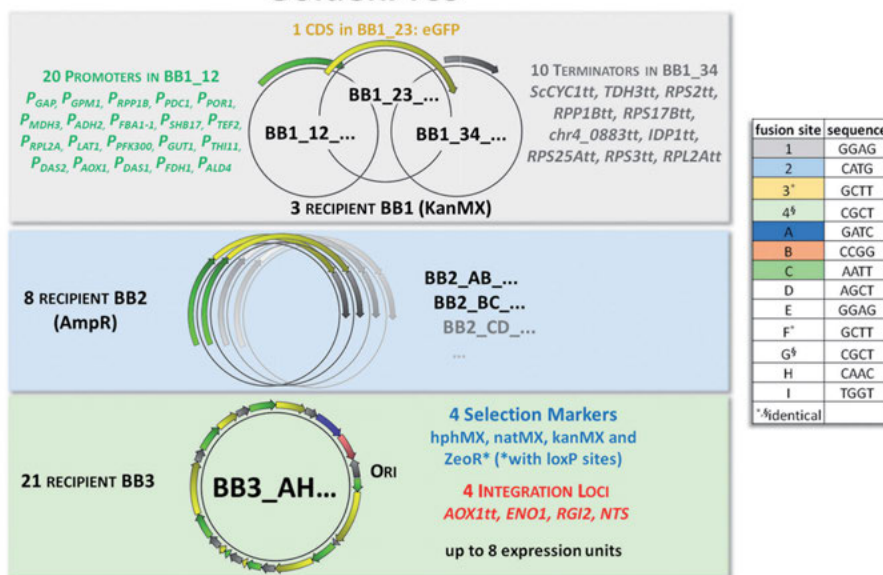 1 CDS in BB1_23: eGFP
20 Promoters in BB1_12
PGAP, PGPM1, PRPP1B, PPDC1, PPOR1,
PMDH3, PADH2, PFBA1-1, PSHB17, PTEF2,
PRPL2A, PLAT1, PPFK300, PGUT1, PTHI11,
PDAS2, PAOX1, PDAS1, PFDH1, PALD4
BB1_12_...
BB1_23_...
BB1_34_...
10 Terminators in BB1_34
ScCYC1tt, TDH3tt, RPS2tt,
RPP1Btt, RPS17Btt,
chr4_0883tt, IDP1tt,
RPS25Att, RPS3tt, RPL2Att
3 recipient BB1 (KanMX)
8 recipient BB2
(AmpR)
BB2_AB_...
BB2_BC_...
BB2_CD_...
...
21 recipient BB3
BB3_AH...
Ori
4 Selection Markers
hphMX, natMX, kanMX and
ZeoR* (*with loxP sites)
4 Integration Loci
AOX1tt, ENO1, RGI2, NTS
up to 8 expression units
fusion site sequence
1 GGAG
2 CATG
3* GCTT
4§ CGCT
A GATC
B CCGG
C AATT
D AGCT
E GGAG
F* GCTT
G§ CGCT
H CAAC
I TGGT
*,§identical